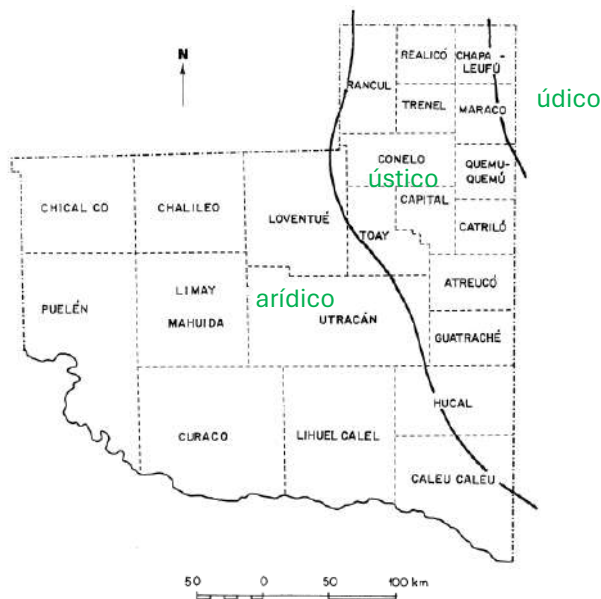 N
REALICÓ
CHAPA-
LEUFÚ
RANCUL
TRENEL
MARACO
údico
CONELO
QUEMU-
QUEMÚ
ústico
CAPITAL
CHICAL CO
CHALILEO
LOVENTUÉ
TOAY
CATRILÓ
LIMAY
MAHUIDA
arídico
ATREUCÓ
PUELÉN
UTRACÁN
GUATRACHÉ
HUCAL
CURACO
LIHUEL CALEL
CALEU CALEU
50 0 50 100 km